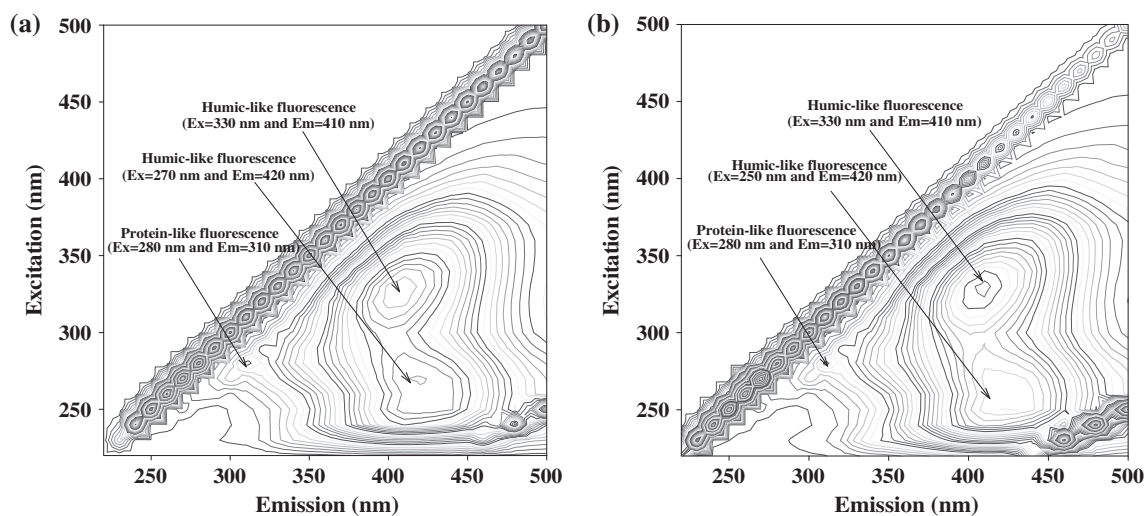 (a)
500
450
400
350
300
250
Excitation (nm)
Humic-like fluorescence
(Ex=330 nm and Em=410 nm)
Humic-like fluorescence
(Ex=270 nm and Em=420 nm)
Protein-like fluorescence
(Ex=280 nm and Em=310 nm)
250 300 350 400 450 500
Emission (nm)
(b)
500
450
400
350
300
250
Excitation (nm)
Humic-like fluorescence
(Ex=330 nm and Em=410 nm)
Humic-like fluorescence
(Ex=250 nm and Em=420 nm)
Protein-like fluorescence
(Ex=280 nm and Em=310 nm)
250 300 350 400 450 500
Emission (nm)